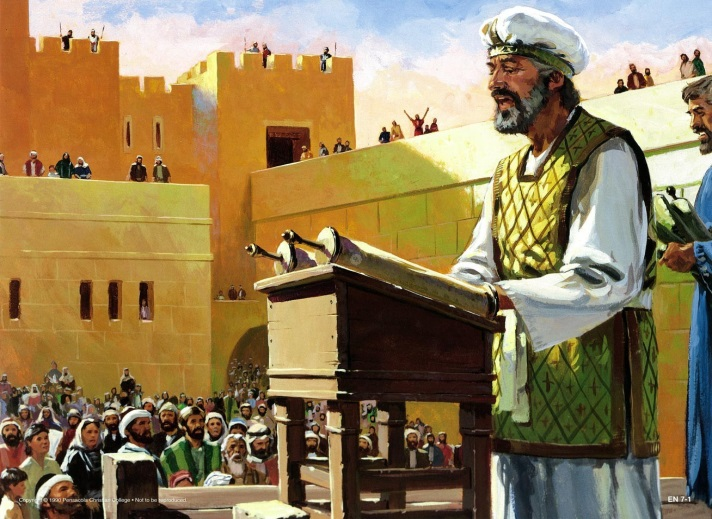 Copyright © 1990 Pensacola Christian College • Not to be reproduced.
EN 7-1